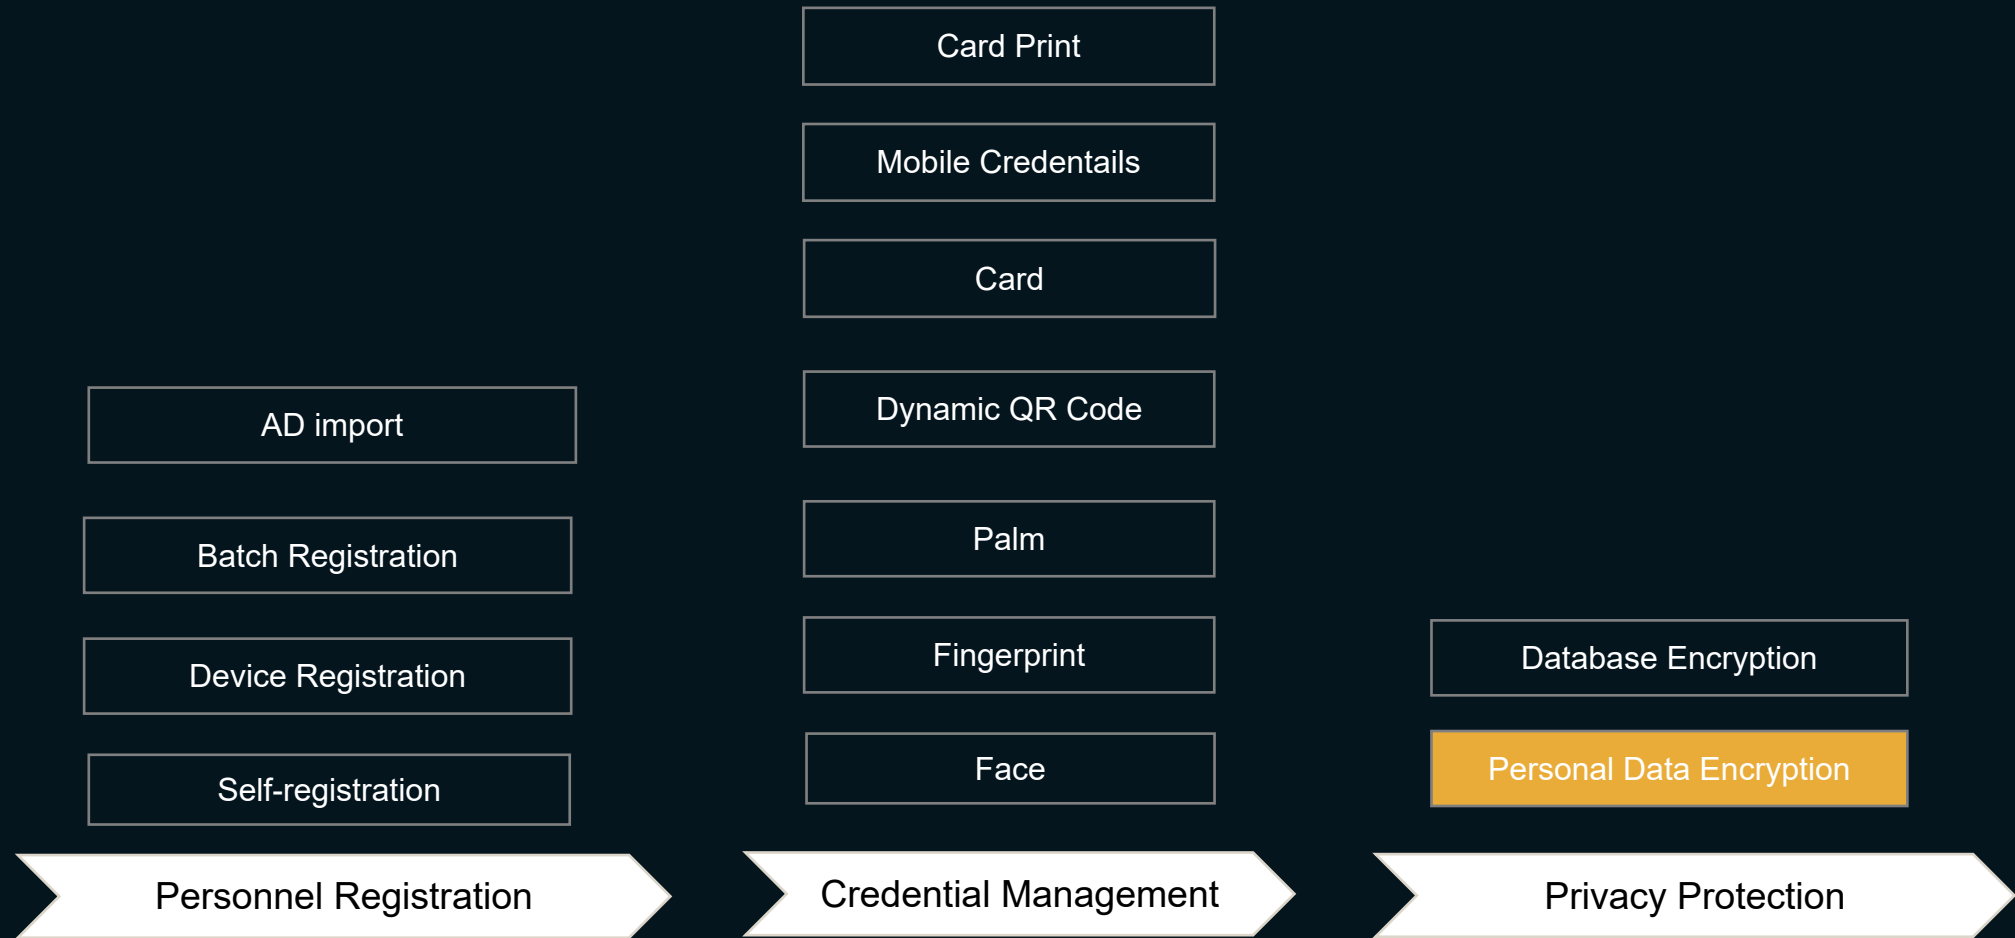 Card Print
Mobile Credentails
Card
Dynamic QR Code
AD import
Palm
Batch Registration
Fingerprint
Database Encryption
Device Registration
Face
Personal Data Encryption
Self-registration
Personnel Registration
Credential Management
Privacy Protection